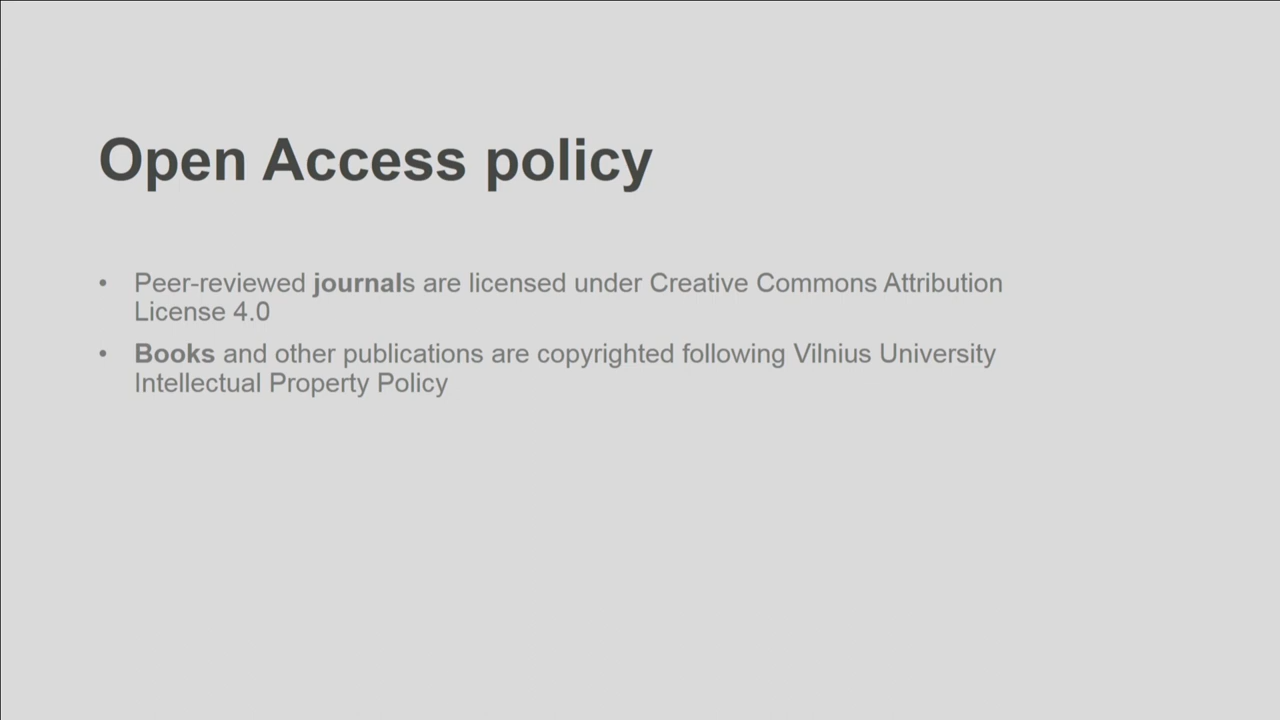 Open Access policy
• Peer-reviewed journals are licensed under Creative Commons Attribution
License 4.0
• Books and other publications are copyrighted following Vilnius University
Intellectual Property Policy